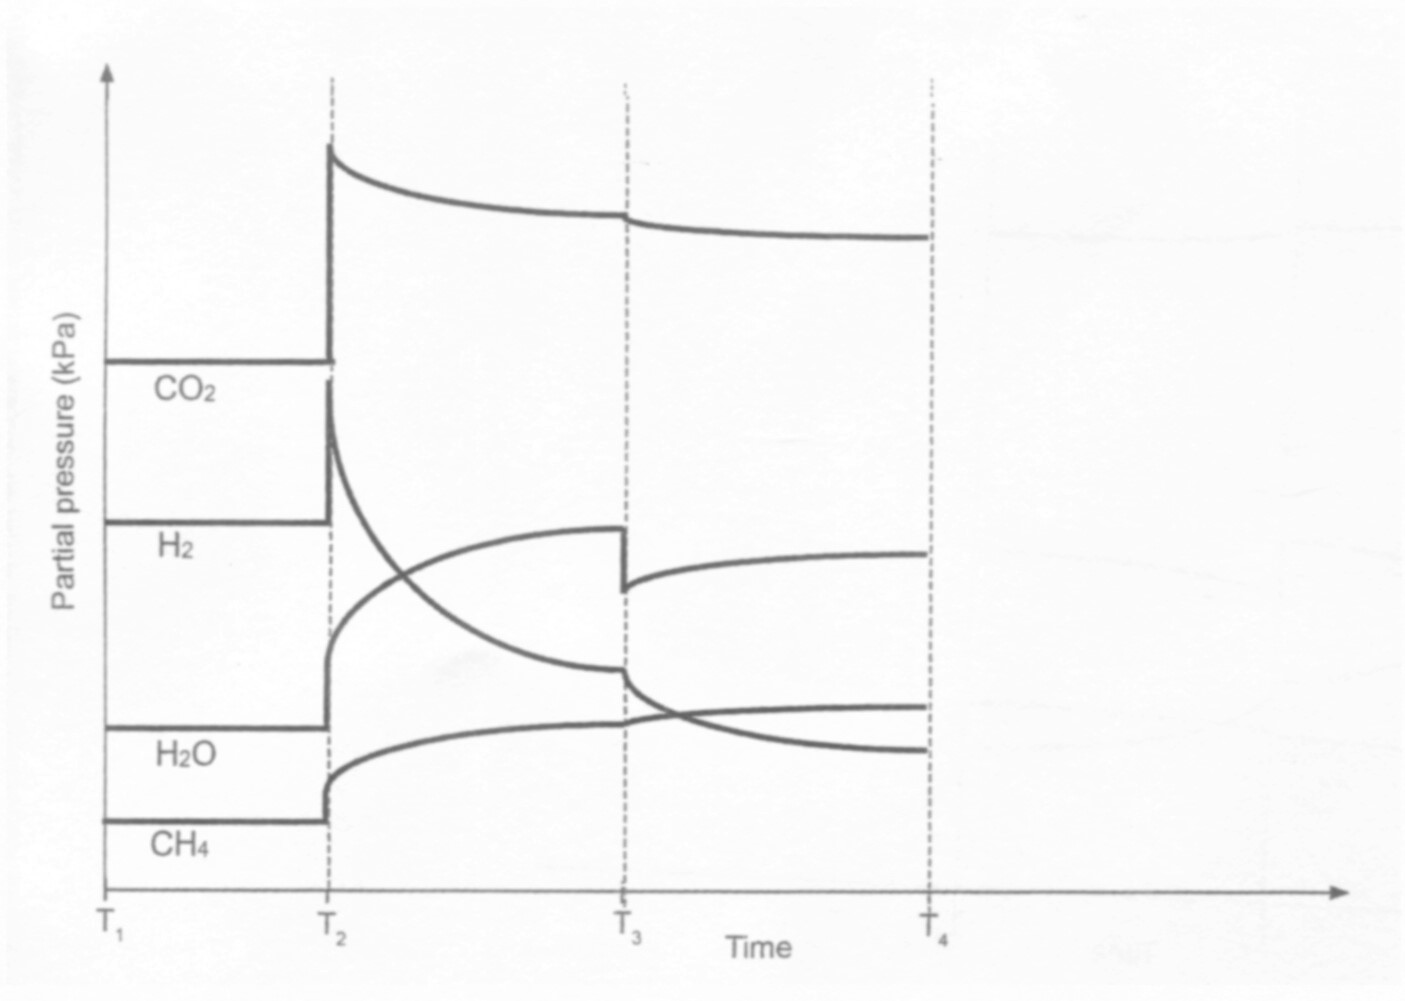 Partial pressure (kPa)
CO₂
H₂
H₂O
CH₄
T₁
T₂
T₃
T₄
Time